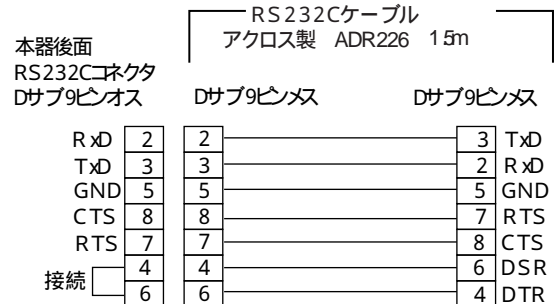 RS232Cケーブル
アクロス製 ADR226 1.5m
本器後面
RS232Cコネクタ
Dサブ9ピンオス Dサブ9ピンメス Dサブ9ピンメス
RxD 2 2 3 TxD
TxD 3 3 2 RxD
GND 5 5 5 GND
CTS 8 8 7 RTS
RTS 7 7 8 CTS
接続 4 4 6 DSR
6 6 4 DTR